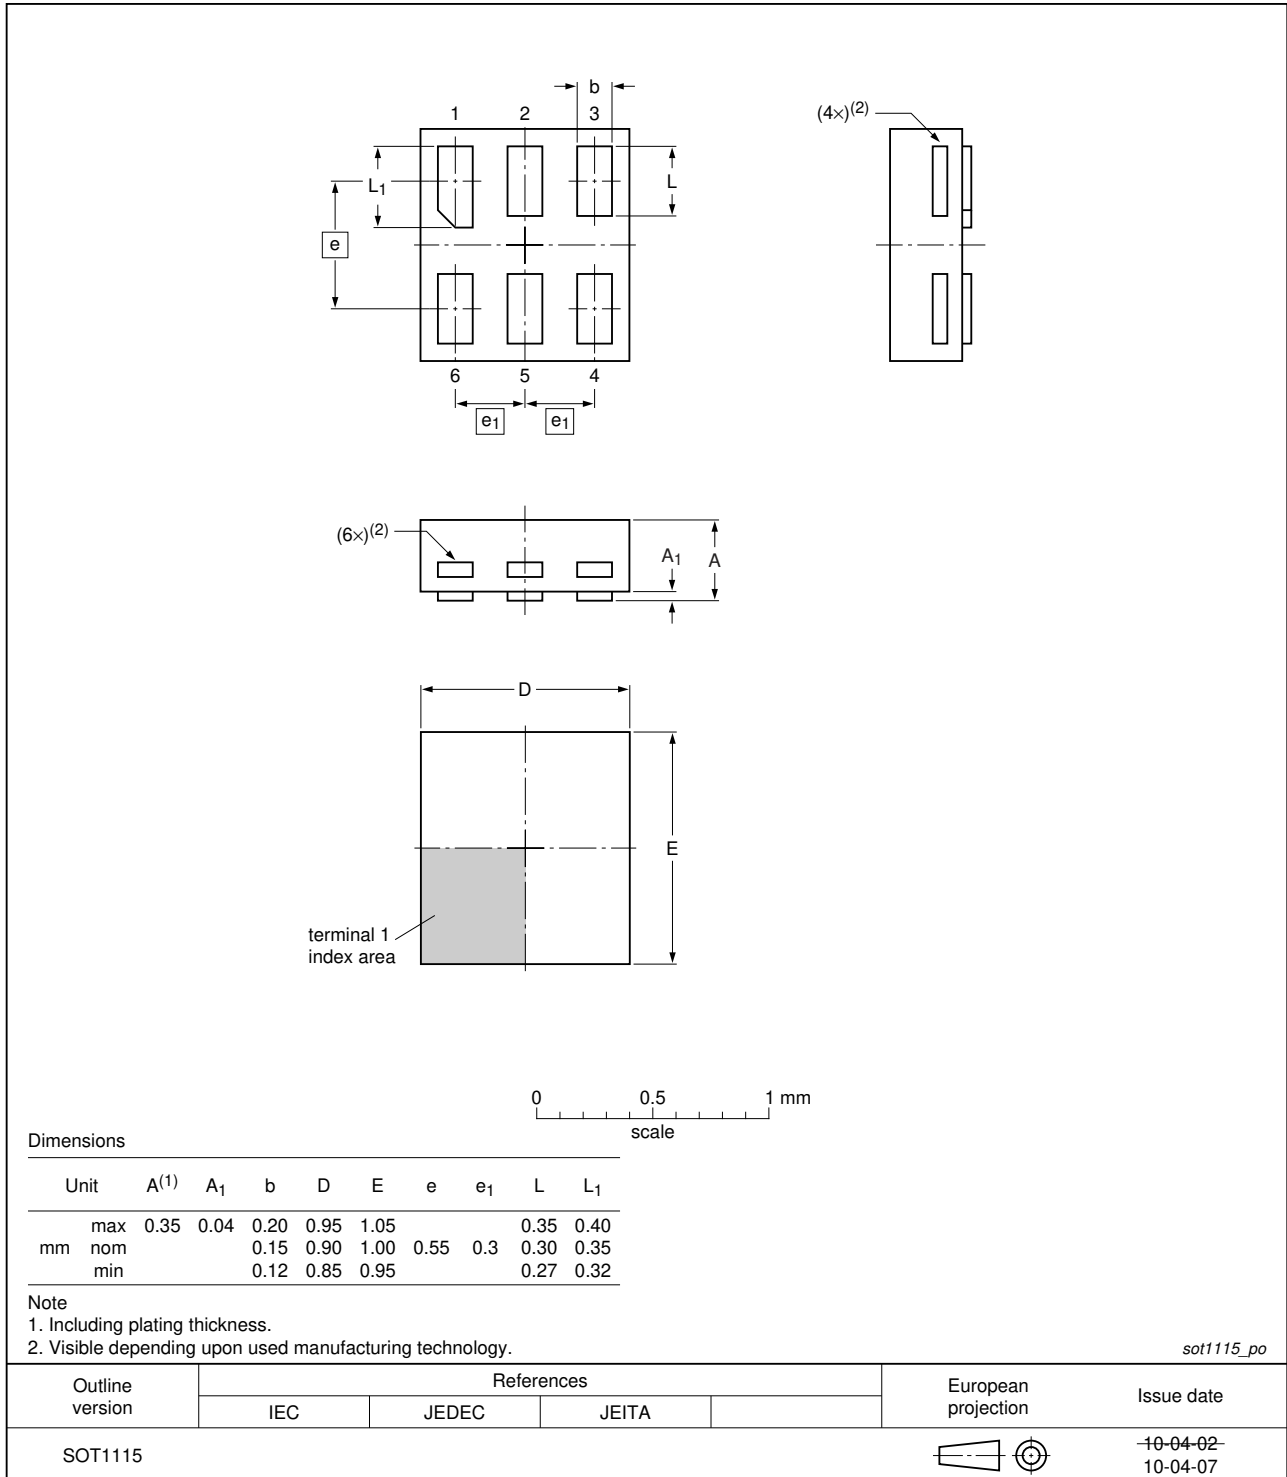 b
1 2 3
(4×)(2)
L1
L
e
6 5 4
e1 e1
(6×)(2)
A1
A
D
E
terminal 1
index area
0 0.5 1 mm
scale
Dimensions
Unit A(1) A1 b D E e e1 L L1
max 0.35 0.04 0.20 0.95 1.05 0.35 0.40
mm nom 0.15 0.90 1.00 0.55 0.3 0.30 0.35
min 0.12 0.85 0.95 0.27 0.32
Note
1. Including plating thickness.
2. Visible depending upon used manufacturing technology.
sot1115_po
Outline
version
References
IEC JEDEC JEITA
European
projection
Issue date
SOT1115
10-04-02
10-04-07